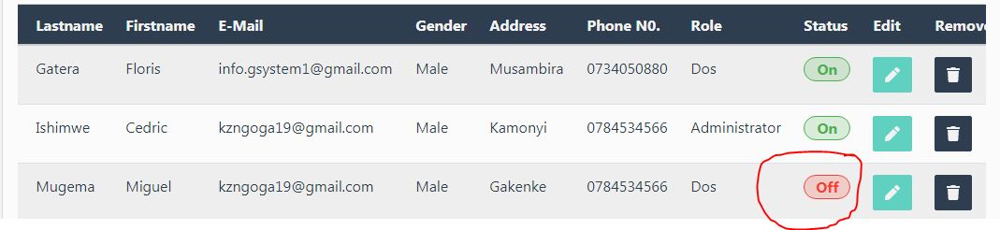 Lastname Firstname E-Mail Gender Address Phone N0. Role Status Edit Remove
Gatera Floris info.gsystem1@gmail.com Male Musambira 0734050880 Dos On
Ishimwe Cedric kzngoga19@gmail.com Male Kamonyi 0784534566 Administrator On
Mugema Miguel kzngoga19@gmail.com Male Gakenke 0784534566 Dos Off